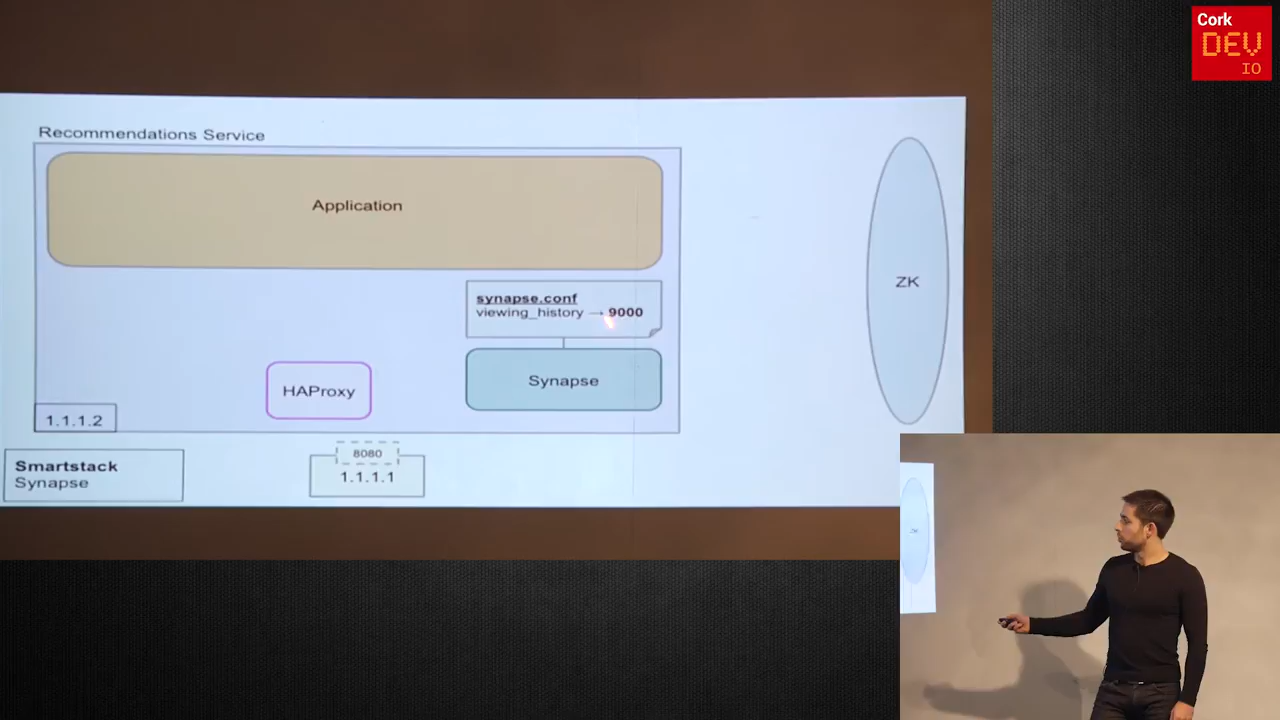 Cork
DEV
IO
Recommendations Service
Application
synapse.conf
viewing_history → 9000
ZK
Synapse
HAProxy
1.1.1.2
8080
1.1.1.1
Smartstack
Synapse